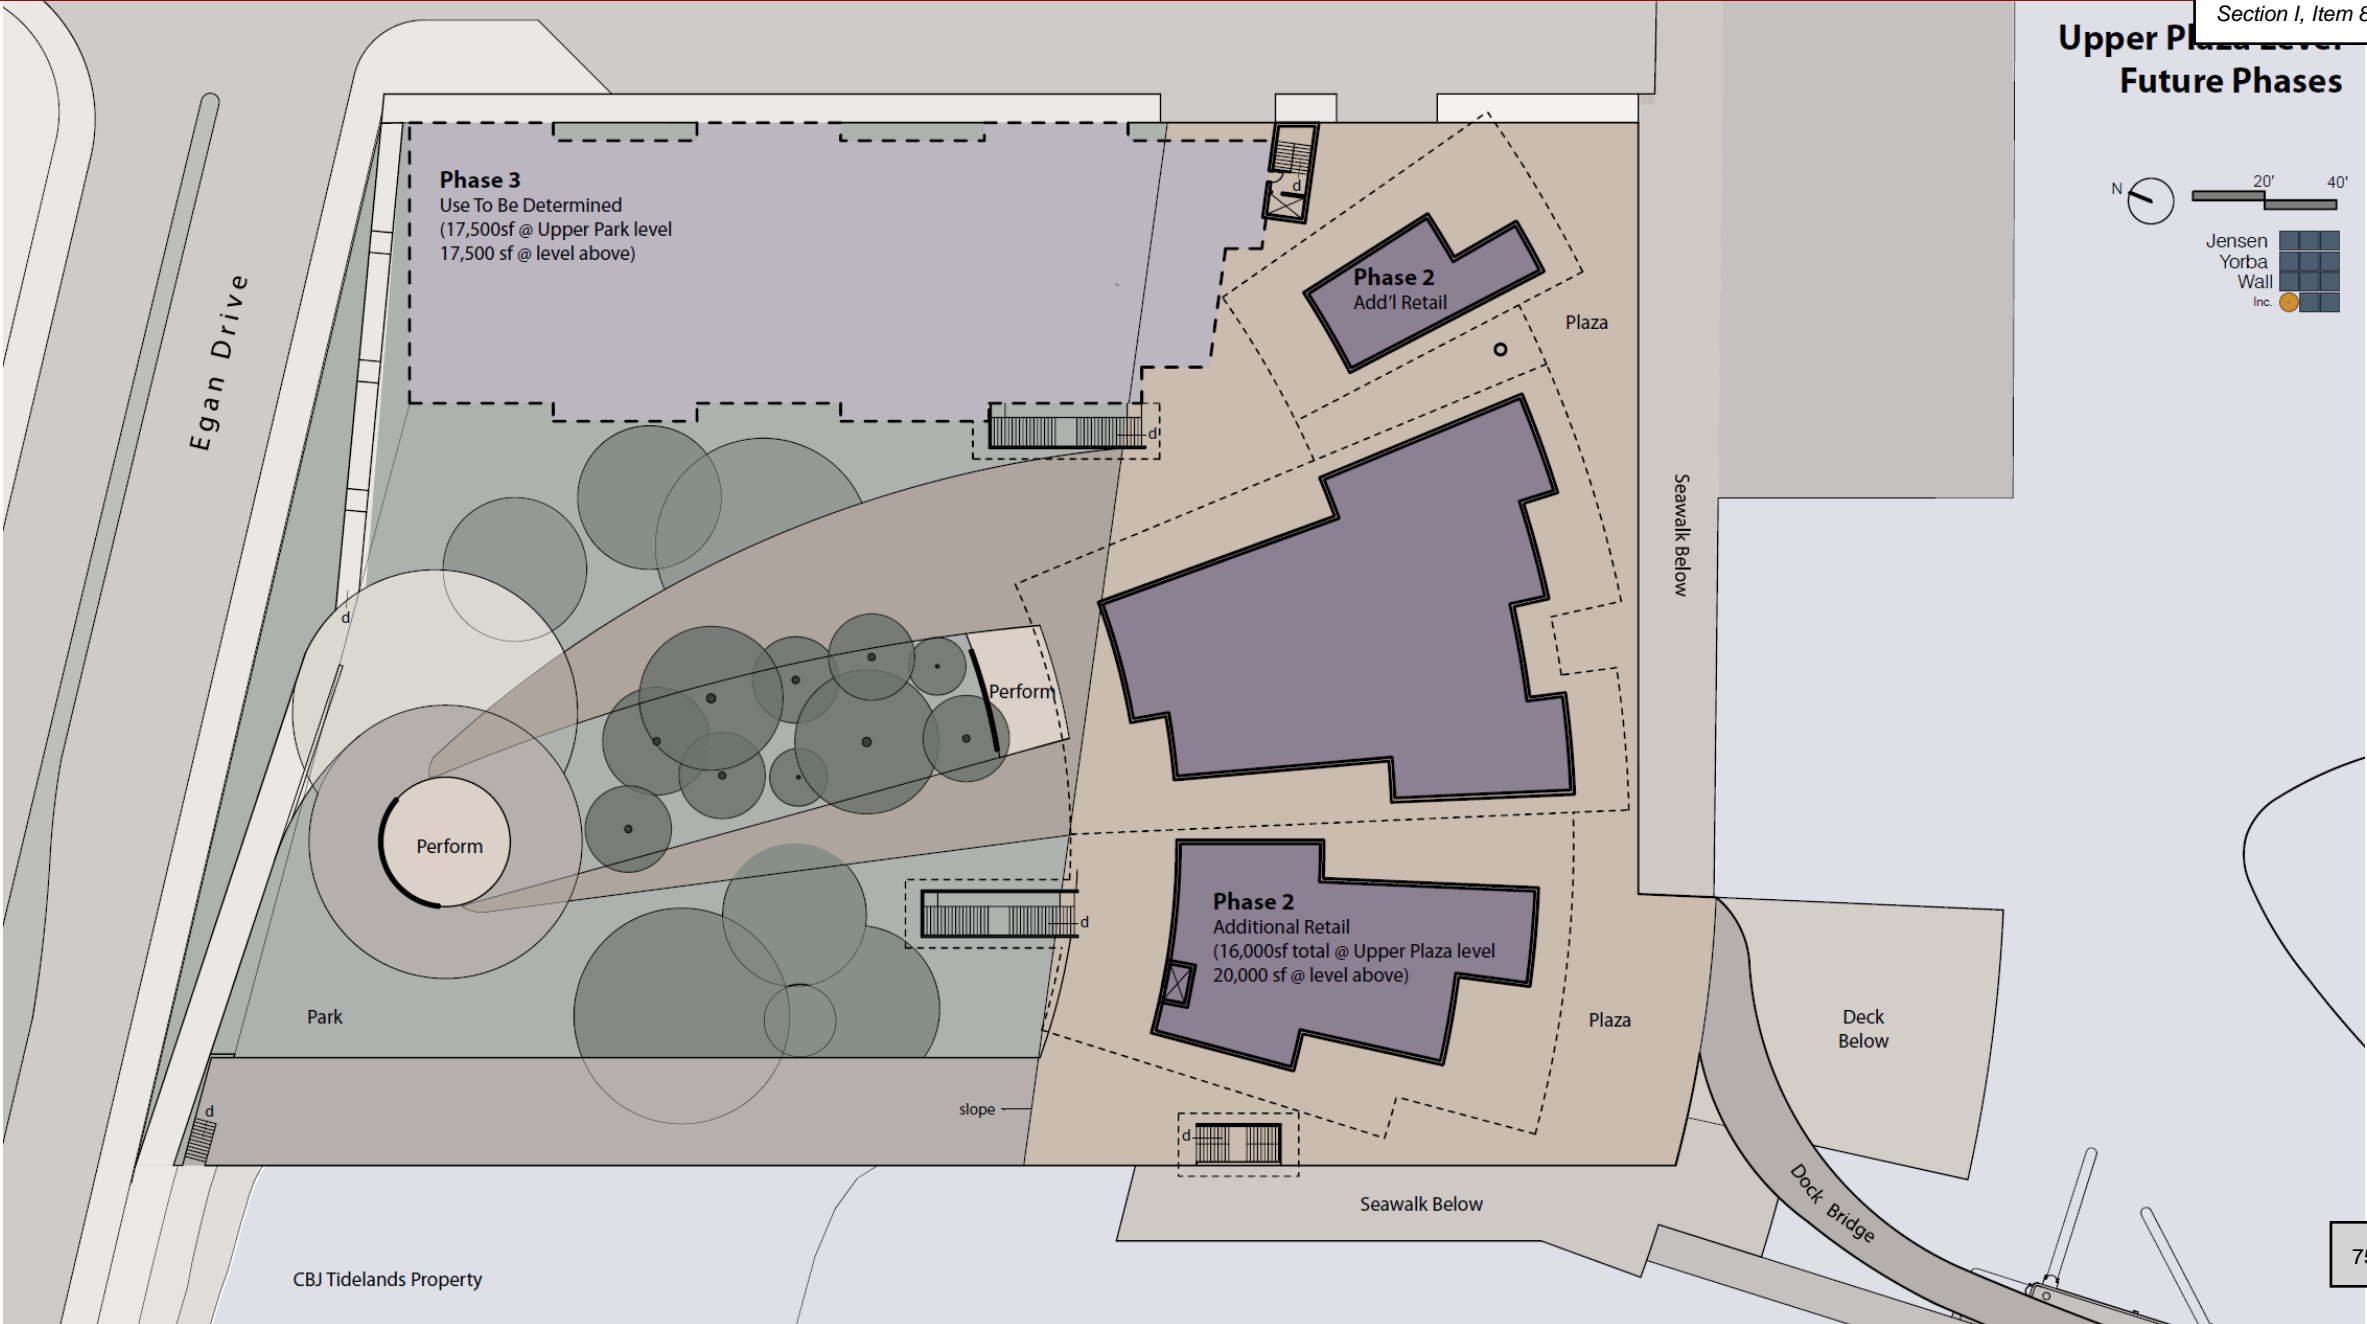 Section I, Item 8
Upper Plaza Level
Future Phases
N
20'
40'
Jensen
Yorba
Wall
Inc.
Phase 3
Use To Be Determined
(17,500sf @ Upper Park level
17,500 sf @ level above)
d
Phase 2
Add'l Retail
Plaza
Egan Drive
d
Seawalk Below
d
Perform
Perform
d
Phase 2
Additional Retail
(16,000sf total @ Upper Plaza level
20,000 sf @ level above)
Park
Plaza
Deck
Below
d
slope
d
Dock Bridge
Seawalk Below
CBJ Tidelands Property